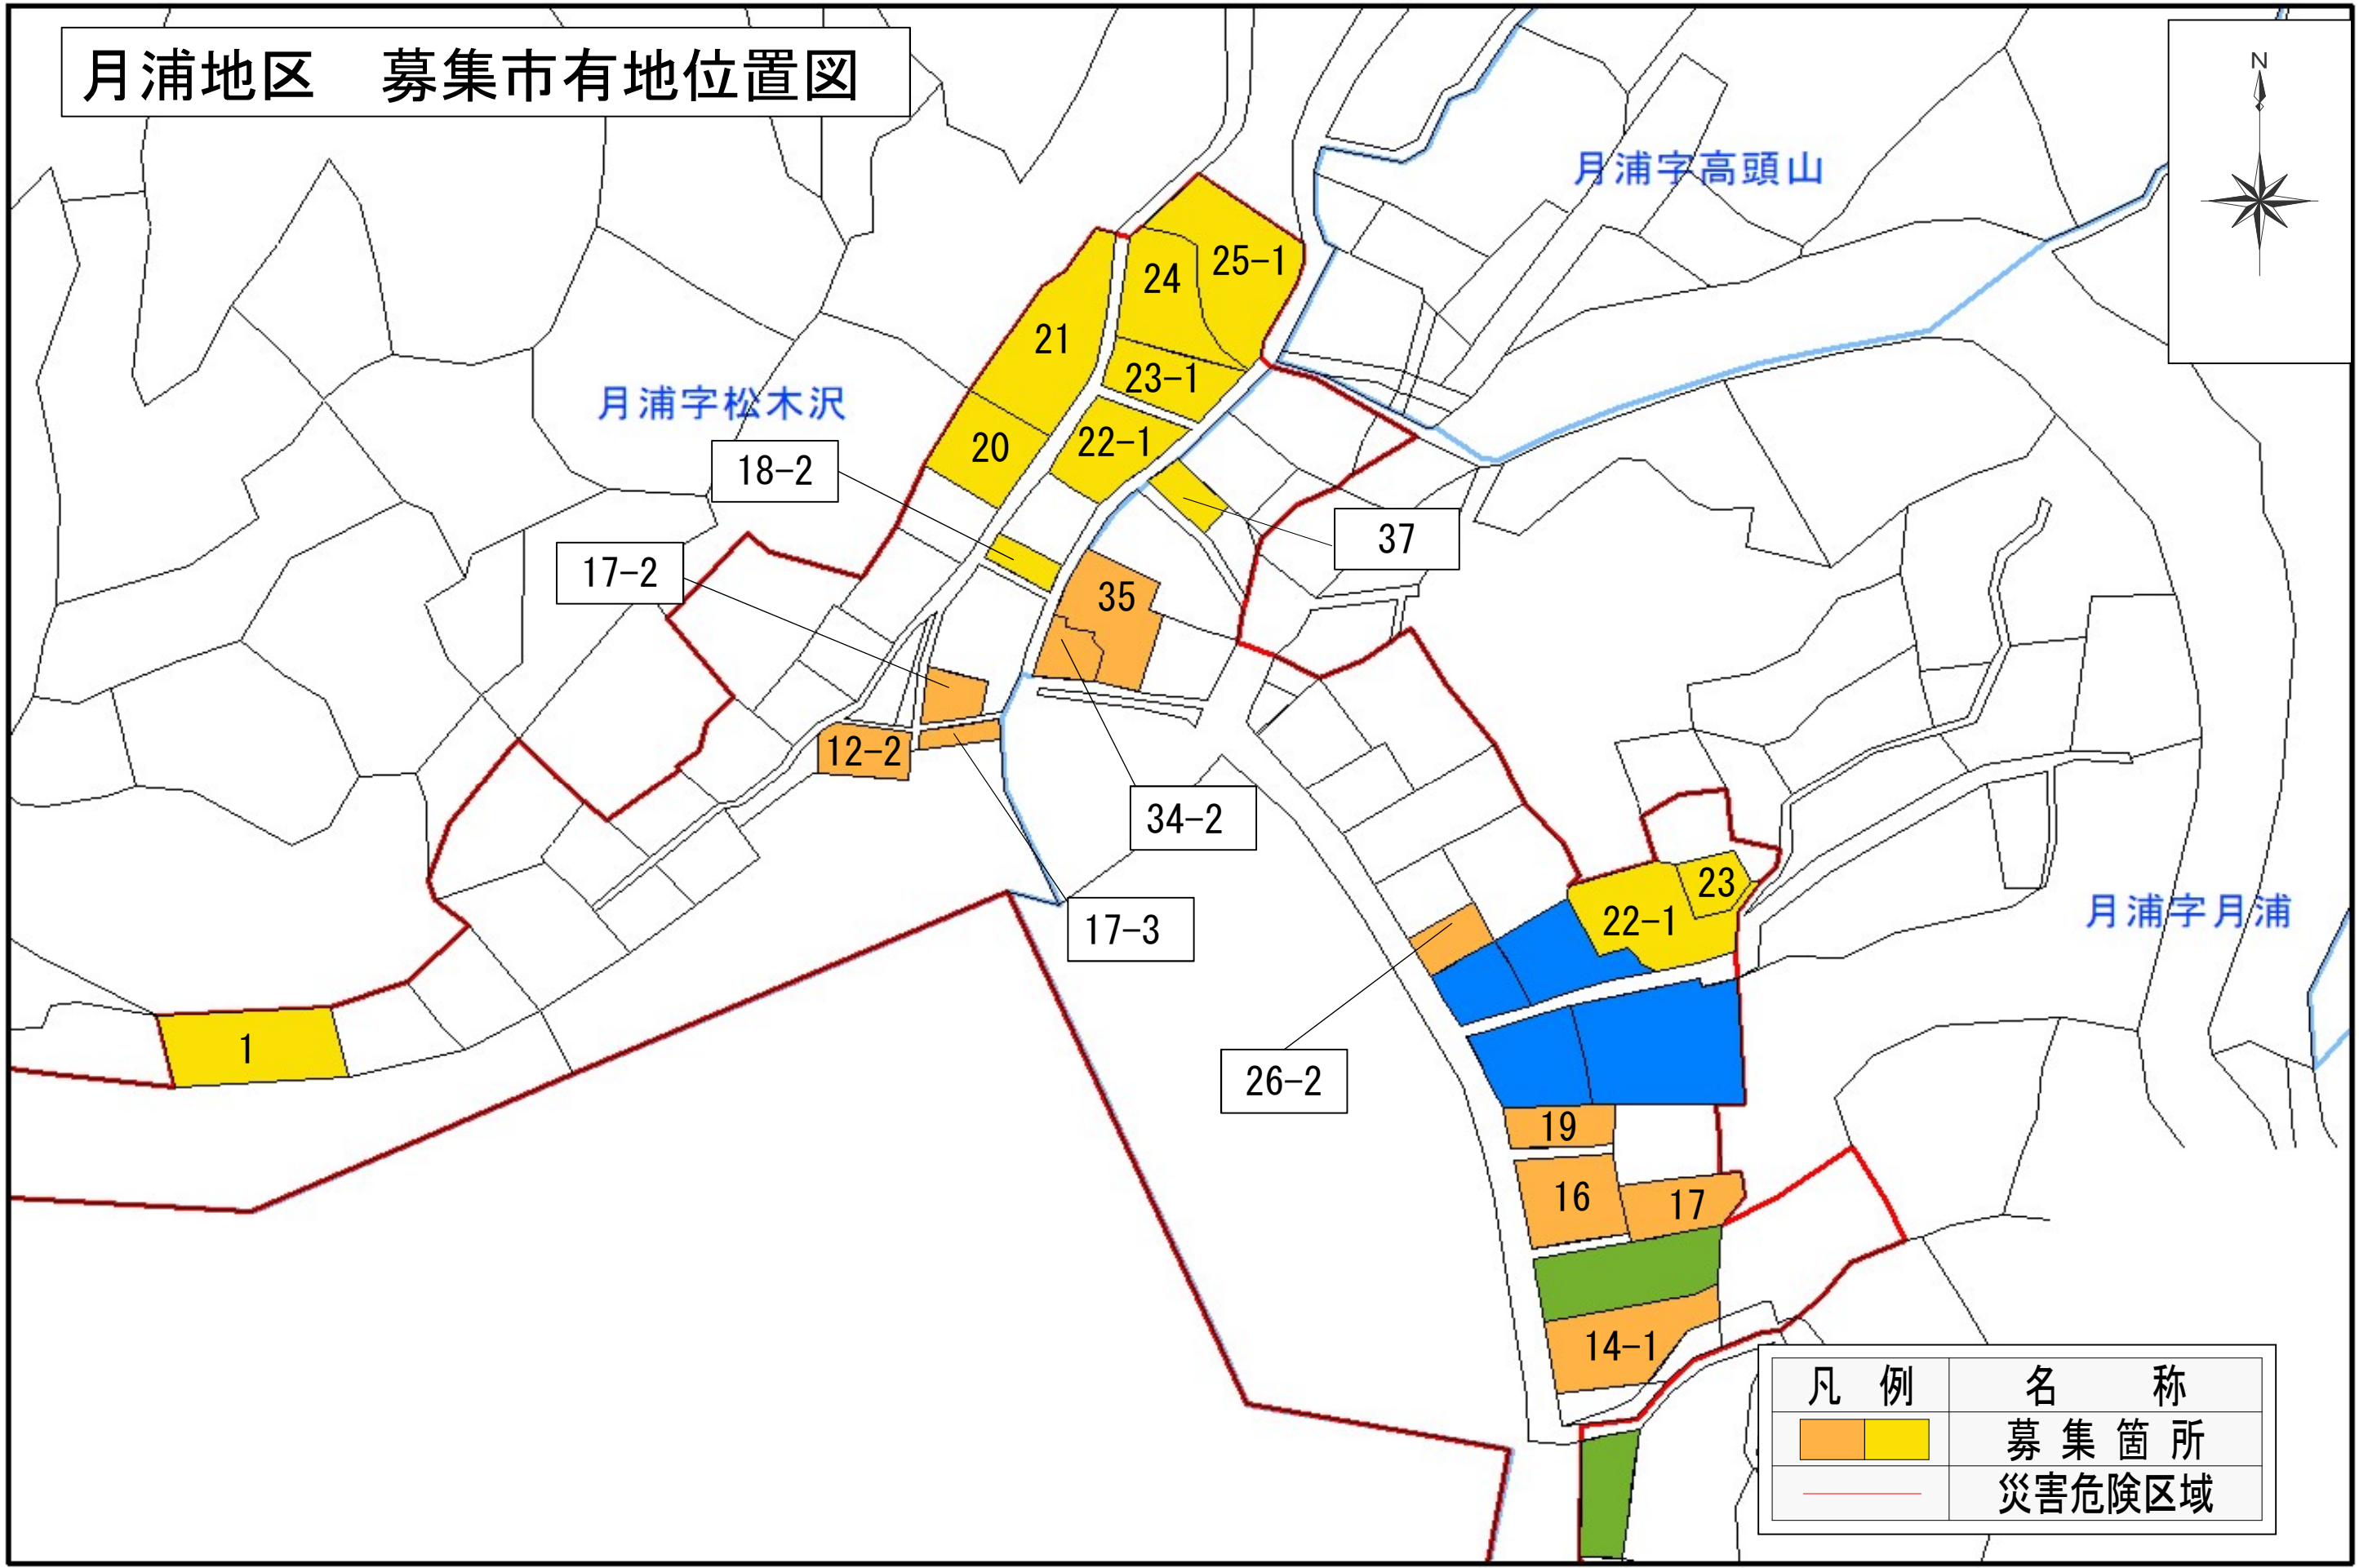 月浦地区　募集市有地位置図
N
月浦字高頭山
25-1
24
21
23-1
月浦字松木沢
22-1
20
18-2
37
17-2
35
12-2
34-2
23
22-1
月浦字月浦
17-3
1
26-2
19
16
17
14-1
凡　例　名　称
募 集 箇 所
災害危険区域